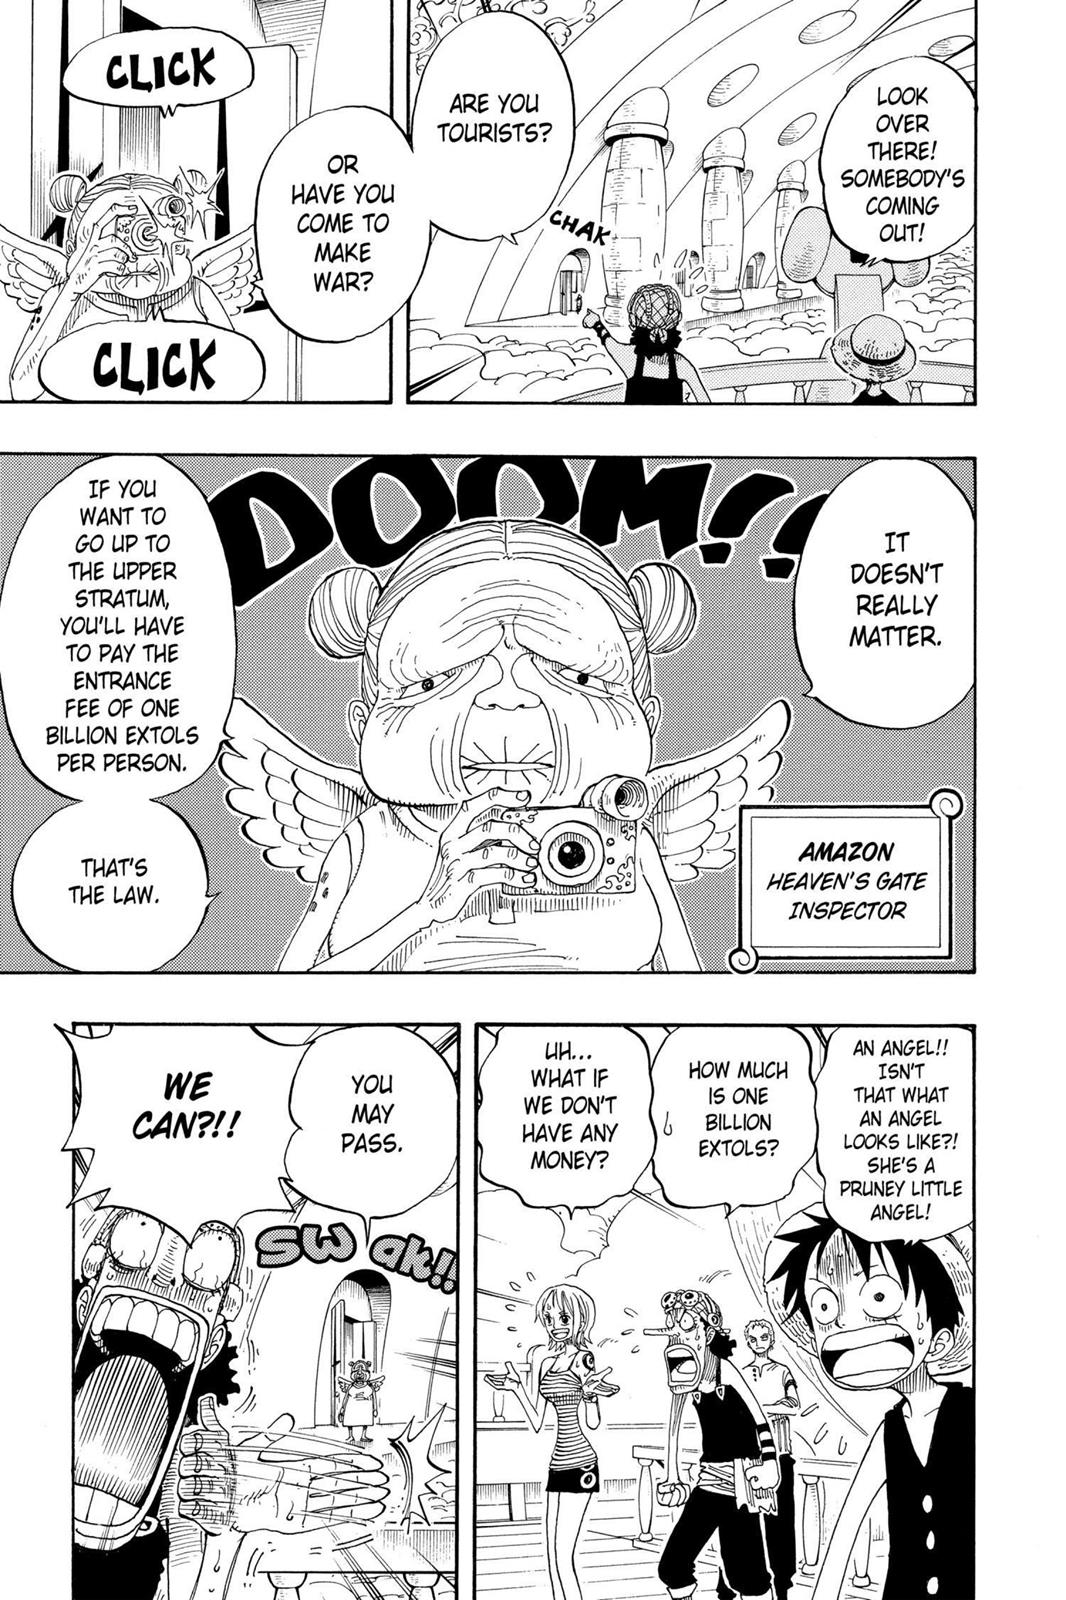 LOOK
OVER
THERE!
SOMEBODY'S
COMING
OUT!
CHAK
ARE YOU
TOURISTS?
OR
HAVE YOU
COME TO
MAKE
WAR?
CLICK
CLICK
IT
DOESN'T
REALLY
MATTER.
DOOM!!
AMAZON
HEAVEN'S GATE
INSPECTOR
IF YOU
WANT TO
GO UP TO
THE UPPER
STRATUM,
YOU'LL HAVE
TO PAY THE
ENTRANCE
FEE OF ONE
BILLION EXTOLS
PER PERSON.
THAT'S
THE LAW.
AN ANGEL!!
ISN'T
THAT WHAT
AN ANGEL
LOOKS LIKE?!
SHE'S A
PRUNEY LITTLE
ANGEL!
HOW MUCH
IS ONE
BILLION
EXTOLS?
UH...
WHAT IF
WE DON'T
HAVE ANY
MONEY?
YOU
MAY
PASS.
WE
CAN?!!
SWAK!!